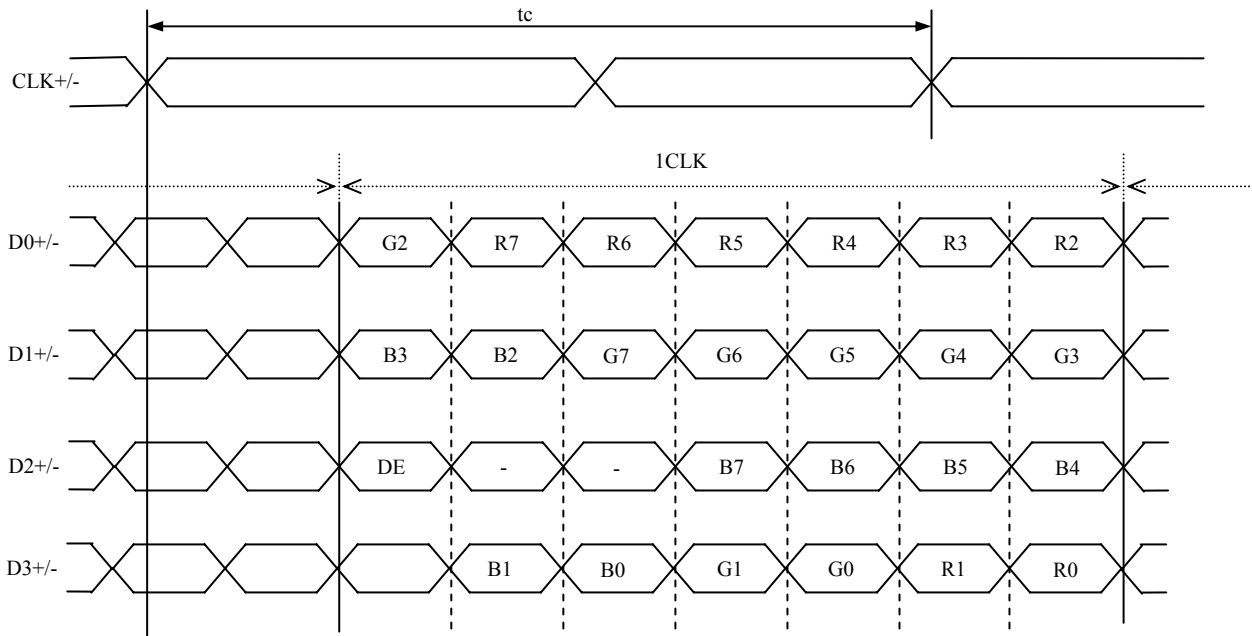 tc
CLK+/-
1CLK
D0+/- G2 R7 R6 R5 R4 R3 R2
D1+/- B3 B2 G7 G6 G5 G4 G3
D2+/- DE - - B7 B6 B5 B4
D3+/- B1 B0 G1 G0 R1 R0